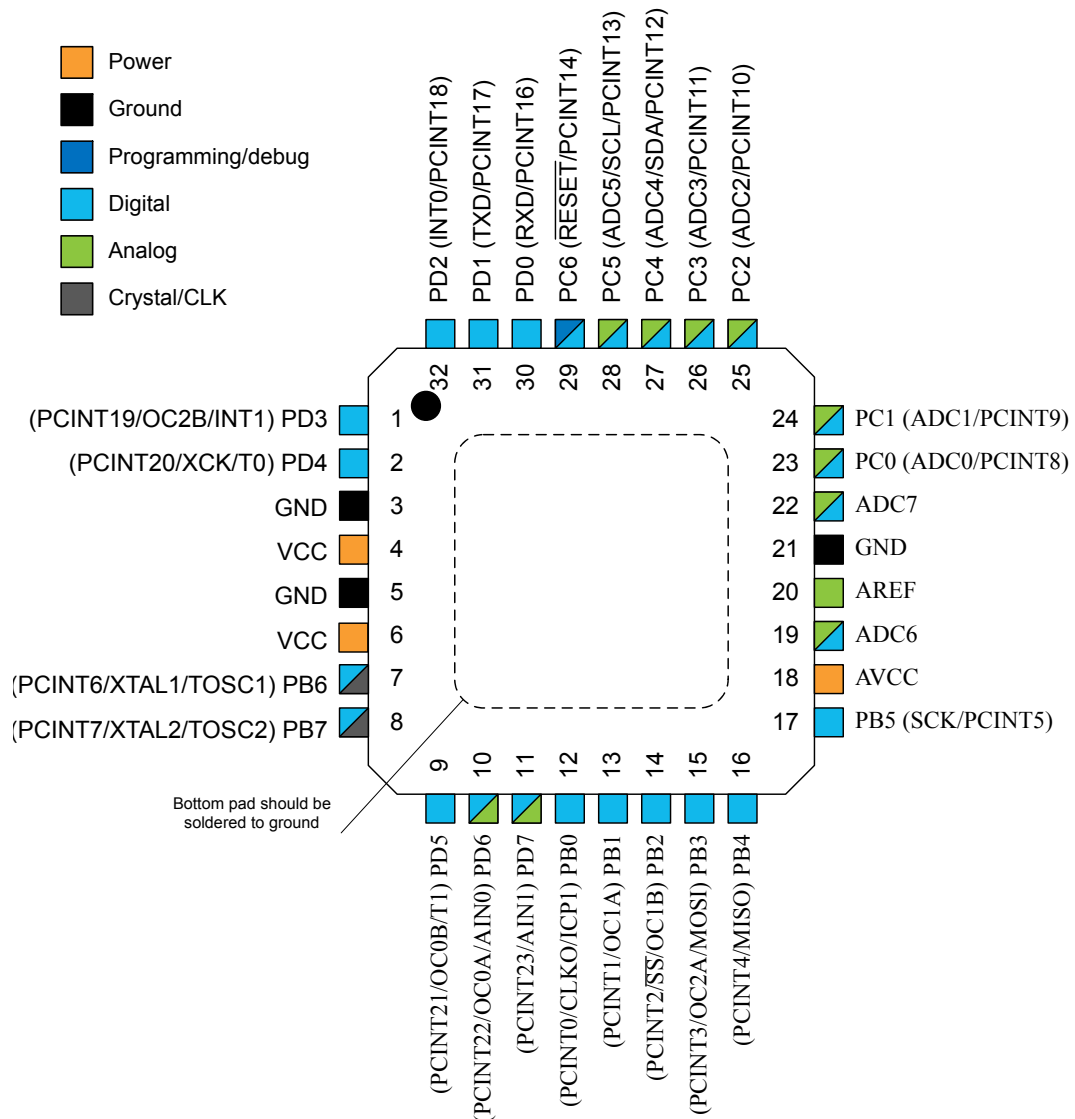 Power
Ground
Programming/debug
Digital
Analog
Crystal/CLK
PD2 (INT0/PCINT18)
PD1 (TXD/PCINT17)
PD0 (RXD/PCINT16)
PC6 (RESET/PCINT14)
PC5 (ADC5/SCL/PCINT13)
PC4 (ADC4/SDA/PCINT12)
PC3 (ADC3/PCINT11)
PC2 (ADC2/PCINT10)
32
31
30
29
28
27
26
25
(PCINT19/OC2B/INT1) PD3
1
(PCINT20/XCK/T0) PD4
2
GND
3
VCC
4
GND
5
VCC
6
(PCINT6/XTAL1/TOSC1) PB6
7
(PCINT7/XTAL2/TOSC2) PB7
8
24
PC1 (ADC1/PCINT9)
23
PC0 (ADC0/PCINT8)
22
ADC7
21
GND
20
AREF
19
ADC6
18
AVCC
17
PB5 (SCK/PCINT5)
9
10
11
12
13
14
15
16
Bottom pad should be
soldered to ground
(PCINT21/OC0B/T1) PD5
(PCINT22/OC0A/AIN0) PD6
(PCINT23/AIN1) PD7
(PCINT0/CLKO/ICP1) PB0
(PCINT1/OC1A) PB1
(PCINT2/SS/OC1B) PB2
(PCINT3/OC2A/MOSI) PB3
(PCINT4/MISO) PB4